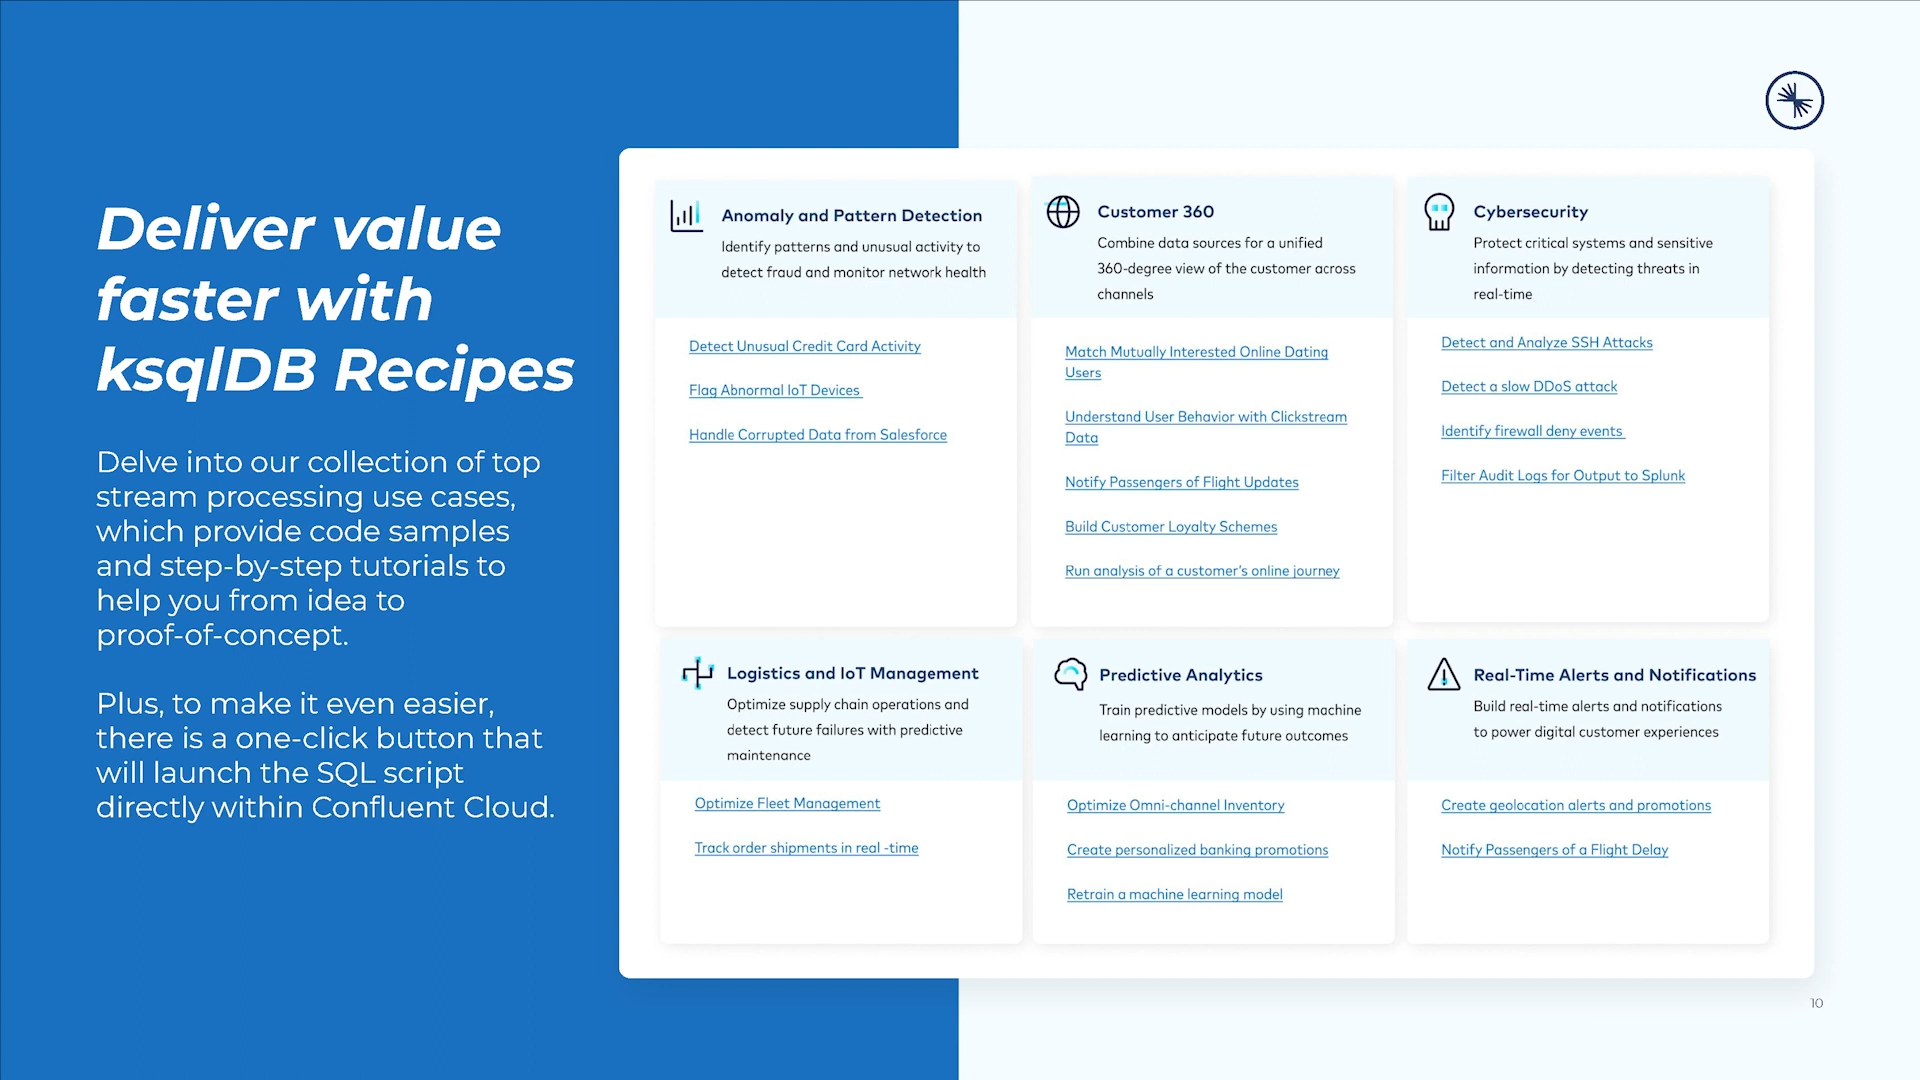 Deliver value
faster with
ksqlDB Recipes
Delve into our collection of top
stream processing use cases,
which provide code samples
and step-by-step tutorials to
help you from idea to
proof-of-concept.
Plus, to make it even easier,
there is a one-click button that
will launch the SQL script
directly within Confluent Cloud.
Anomaly and Pattern Detection
Identify patterns and unusual activity to
detect fraud and monitor network health
Detect Unusual Credit Card Activity
Flag Abnormal IoT Devices
Handle Corrupted Data from Salesforce
Customer 360
Combine data sources for a unified
360-degree view of the customer across
channels
Match Mutually Interested Online Dating
Users
Understand User Behavior with Clickstream
Data
Notify Passengers of Flight Updates
Build Customer Loyalty Schemes
Run analysis of a customer’s online journey
Cybersecurity
Protect critical systems and sensitive
information by detecting threats in
real-time
Detect and Analyze SSH Attacks
Detect a slow DDoS attack
Identify firewall deny events
Filter Audit Logs for Output to Splunk
Logistics and IoT Management
Optimize supply chain operations and
detect future failures with predictive
maintenance
Optimize Fleet Management
Track order shipments in real -time
Predictive Analytics
Train predictive models by using machine
learning to anticipate future outcomes
Optimize Omni-channel Inventory
Create personalized banking promotions
Retrain a machine learning model
Real-Time Alerts and Notifications
Build real-time alerts and notifications
to power digital customer experiences
Create geolocation alerts and promotions
Notify Passengers of a Flight Delay
10